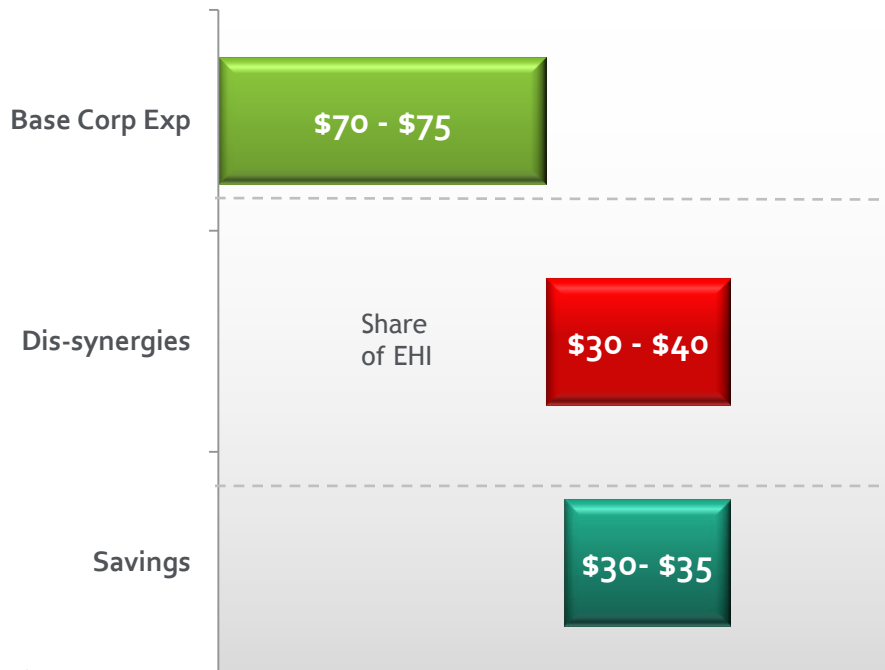 Base Corp Exp
$70 - $75
Dis-synergies
Share
of EHI
$30 - $40
Savings
$30- $35